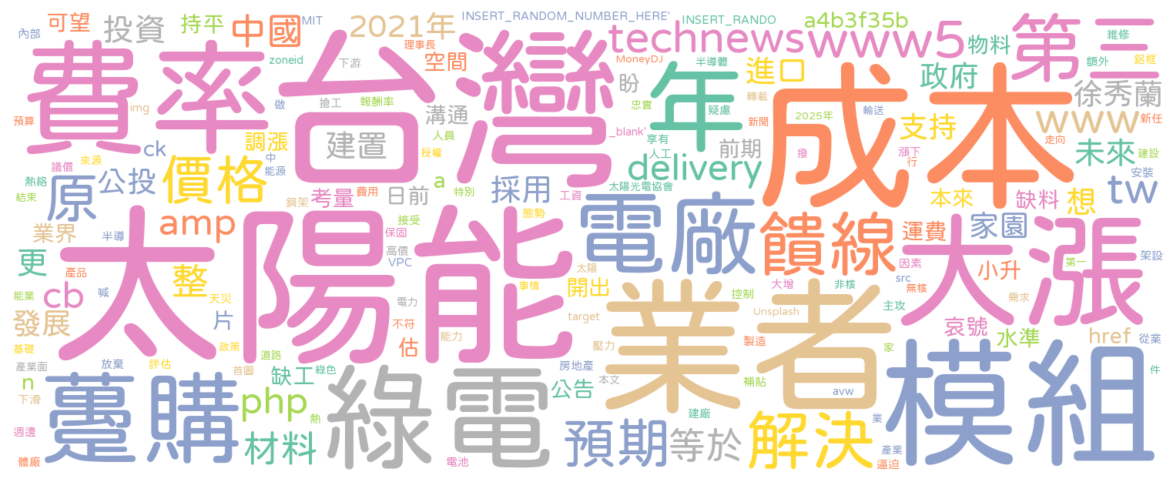 INSERT_RANDOM_NUMBER_HERE'
INSERT_RANDO
MIT
內部
可望
投資
持平
中國
2021年
理事長
空間
zoneid
下游
technews
www5
a4b3f35b
物料
維修
額外
鋁框
第三
MoneyDJ
半導體
盼
進口
政府
徐秀蘭
費率
台灣
年
成本
忠實
疑慮
轉載
新聞
輸送
www
新任
img
搶工
報酬率
溝通
人員
授權
_blank'
享有
人工
前期
2025年
漲下
行
支持
走向
未來
建設
預算
調漲
做
建置
來源
ck
中
能源
議價
熱絡
結束
公投
原
價格
考量
費用
日前
a
特別
採用
工資
delivery
太陽光電協會
撥
本來
缺料
想
tw
安裝
業界
半導
amp
鋼架
接受
保固
高價
VPC
態勢
電廠
饋線
運費
家園
大漲
更
產品
cb
整
太陽能
事情
太陽
開出
控制
大增
非核
因素
src
無核
小升
第一
需求
架設
能業
喊
天災
發展
片
電力
不符
估
能力
target
壓力
業者
Unsplash
製造
主攻
哀號
水準
href
從業
基礎
產業面
政策
首圖
道路
n
放棄
評估
缺工
綠色
房地產
公告
本文
補貼
建廠
avw
家
件
下滑
躉購
php
熱
綠電
預期
等於
解決
業
模組
週邊
體廠
材料
電池
產業
逼迫